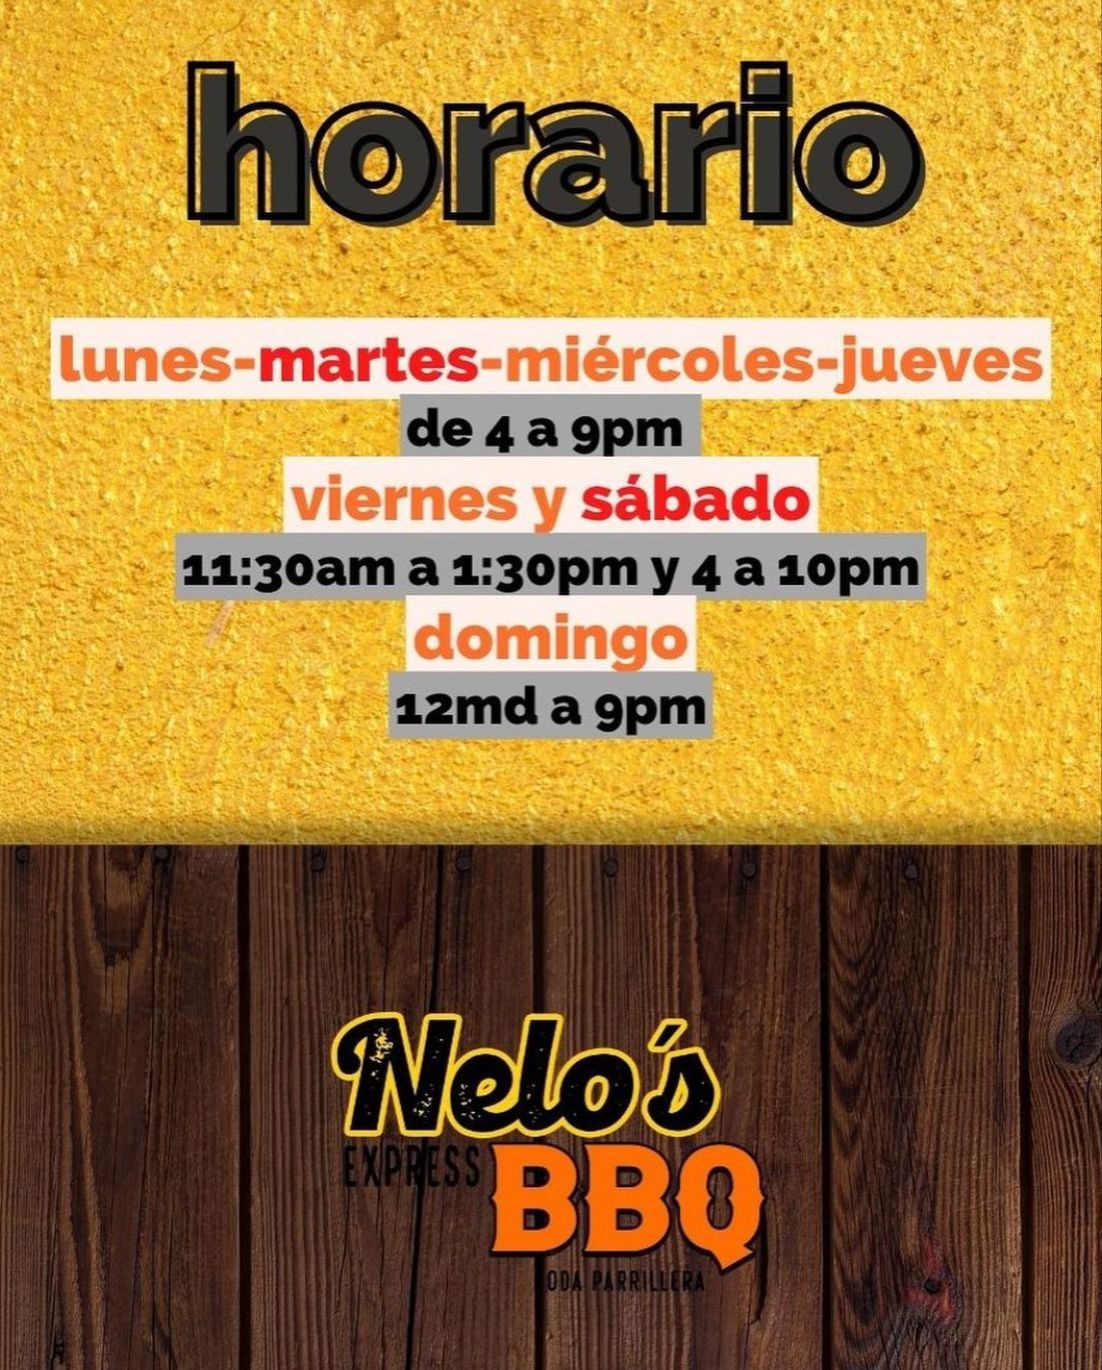 horario
lunes-martes-miércoles-jueves
de 4 a 9pm
viernes y sábado
11:30am a 1:30pm y 4 a 10pm
domingo
12md a 9pm
Nelo´s
EXPRESS BBQ
ODA PARRILLERA